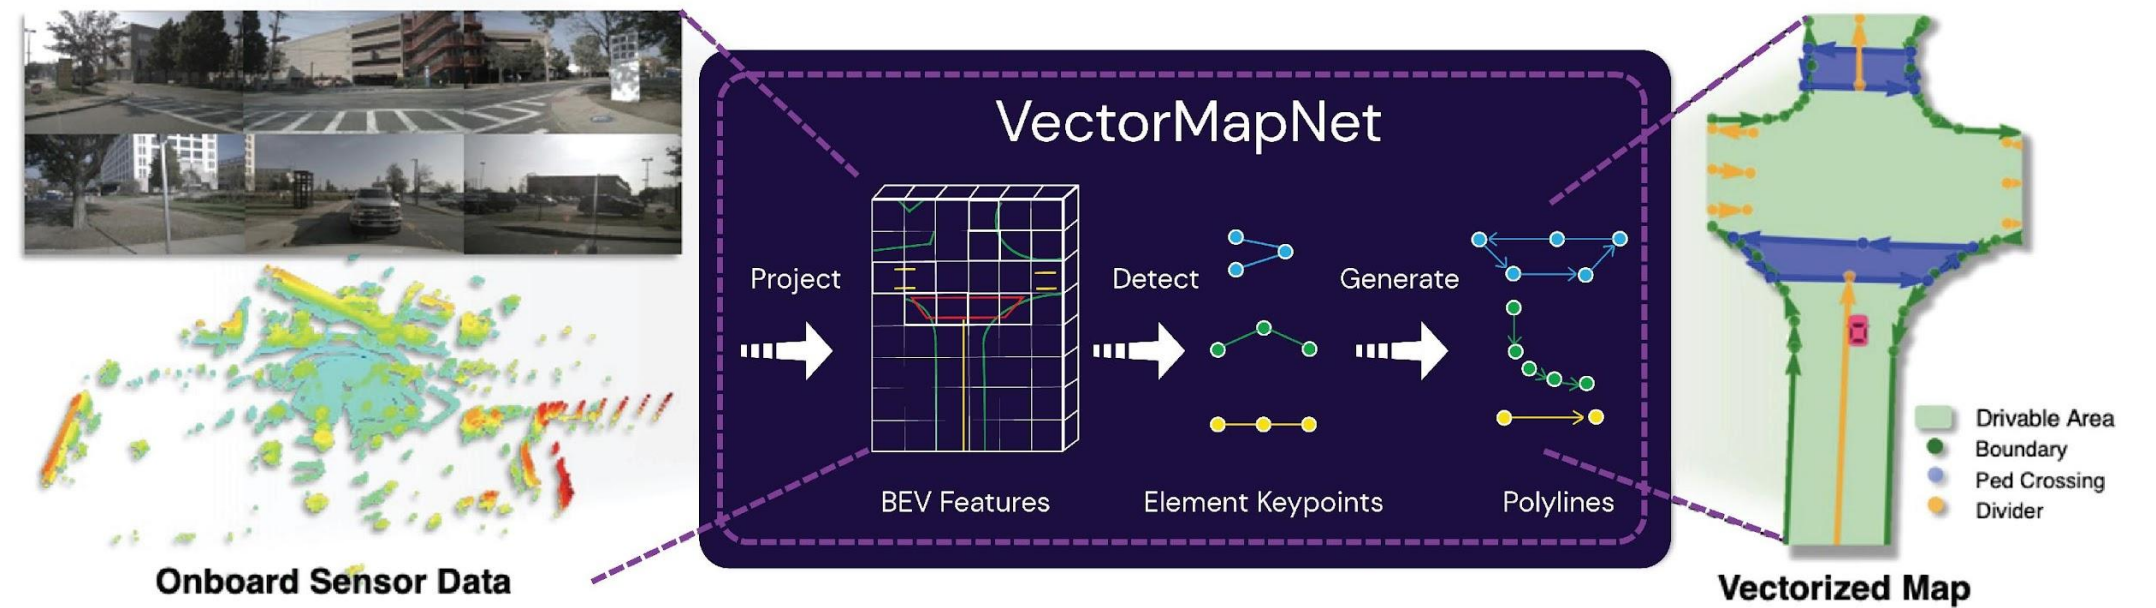 VectorMapNet
Project
Detect
Generate
BEV Features
Element Keypoints
Polylines
Drivable Area
Boundary
Ped Crossing
Divider
Onboard Sensor Data
Vectorized Map